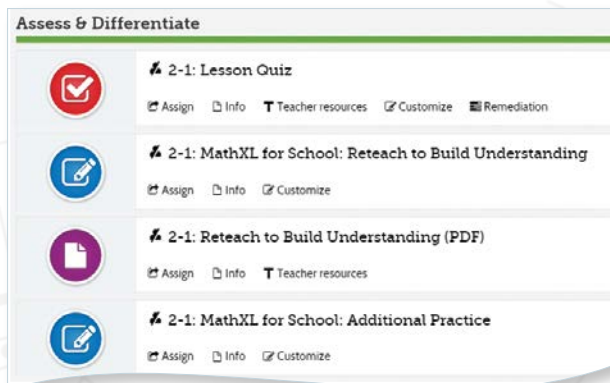 Assess & Differentiate
2-1: Lesson Quiz
Assign Info T Teacher resources Customize Remediation
2-1: MathXL for School: Reteach to Build Understanding
Assign Info Customize
2-1: Reteach to Build Understanding (PDF)
Assign Info T Teacher resources
2-1: MathXL for School: Additional Practice
Assign Info Customize